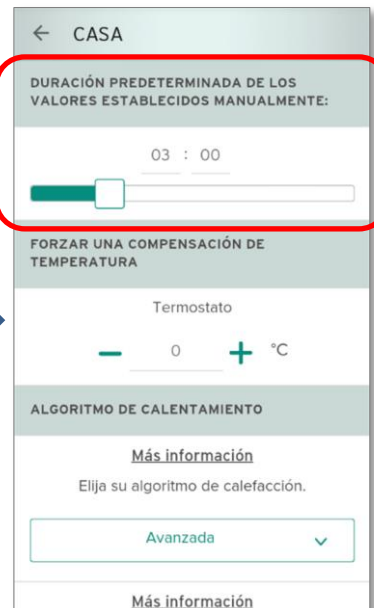 ← CASA
DURACIÓN PREDETERMINADA DE LOS
VALORES ESTABLECIDOS MANUALMENTE:
03 : 00
FORZAR UNA COMPENSACIÓN DE
TEMPERATURA
Termostato
− 0 + °C
ALGORITMO DE CALENTAMIENTO
Más información
Elija su algoritmo de calefacción.
Avanzada
Más información